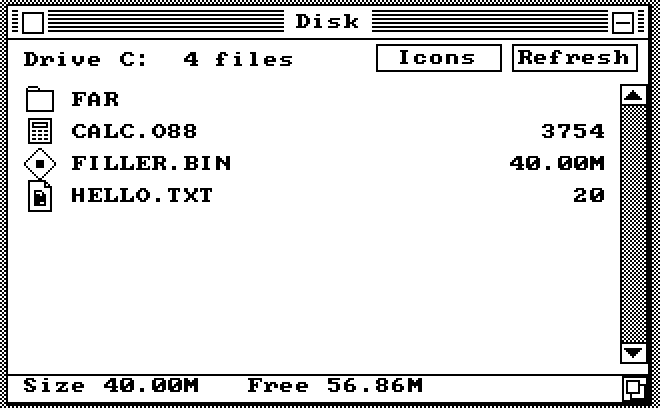 Disk
Drive C: 4 files Icons Refresh
FAR
CALC.O88 3754
FILLER.BIN 40.00M
HELLO.TXT 20
Size 40.00M Free 56.86M